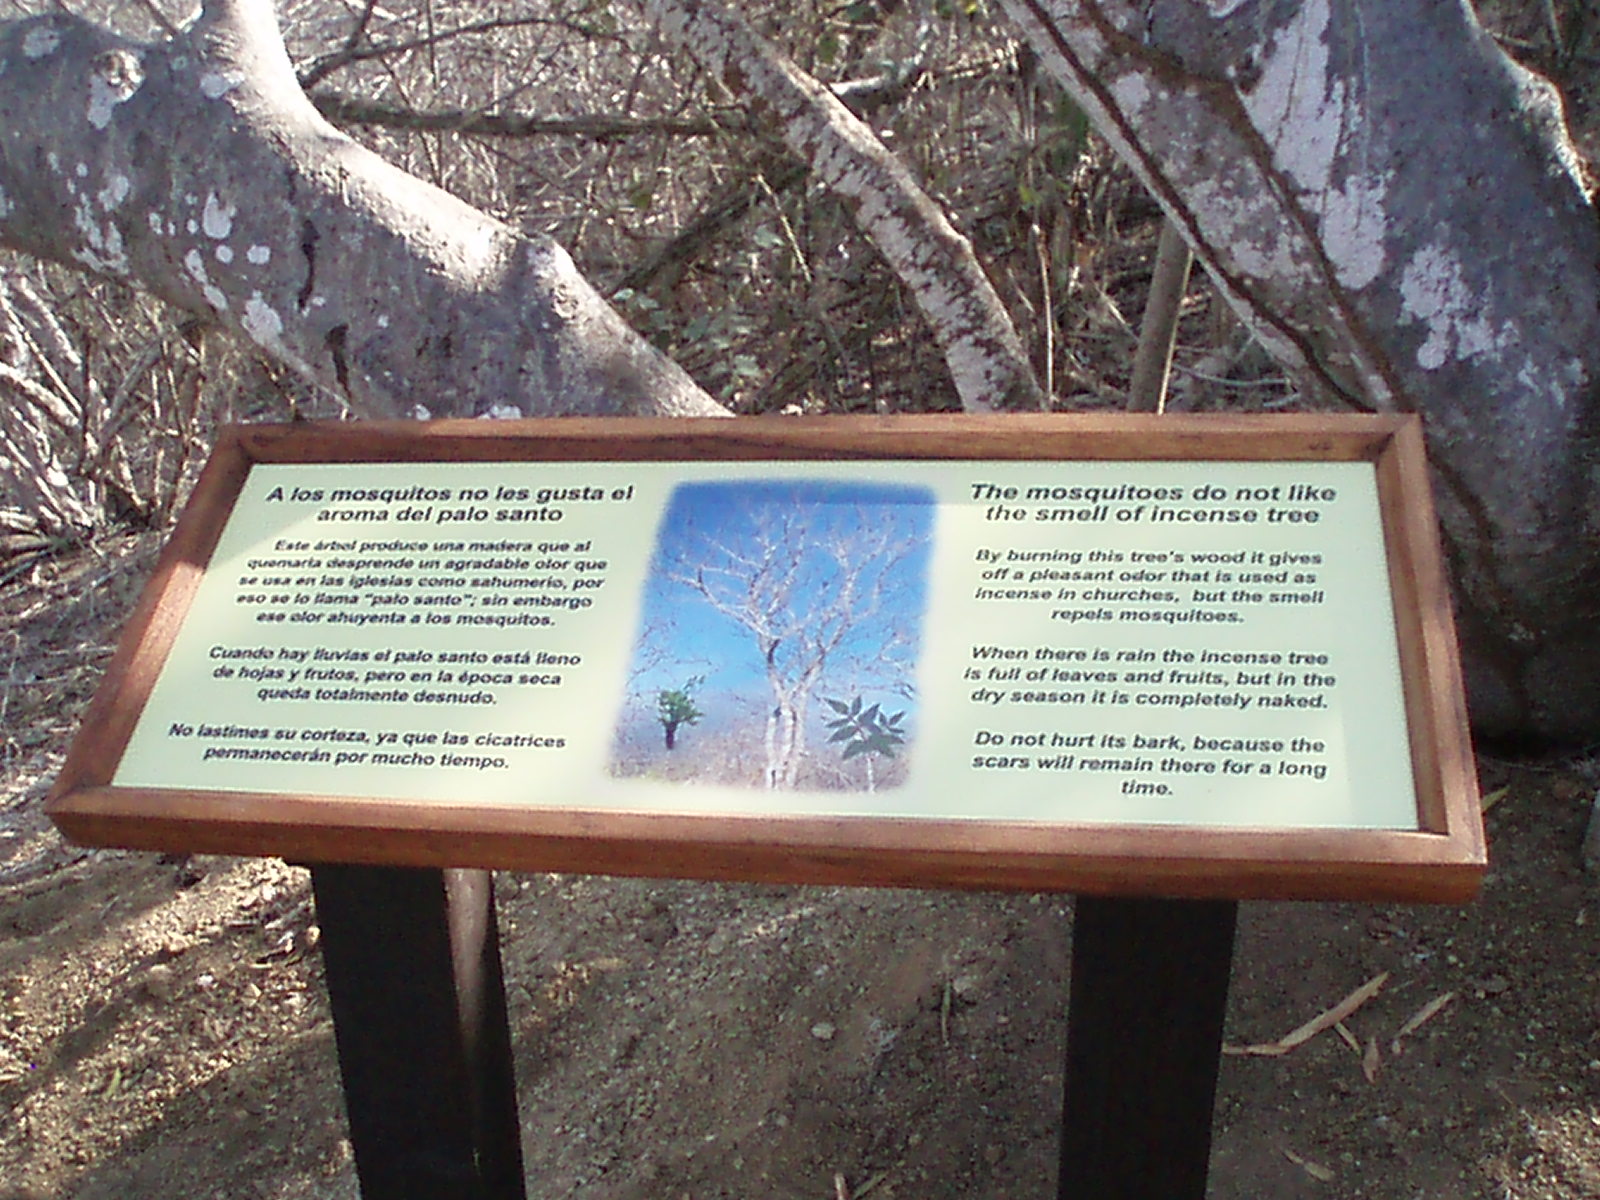 A los mosquitos no les gusta el
aroma del palo santo
Este árbol produce una madera que al
quemarla desprende un agradable olor que
se usa en las iglesias como sahumerio, por
eso se lo llama "palo santo"; sin embargo
ese olor ahuyenta a los mosquitos.
Cuando hay lluvias el palo santo está lleno
de hojas y frutos, pero en la época seca
queda totalmente desnudo.
No lastimes su corteza, ya que las cicatrices
permanecerán por mucho tiempo.
The mosquitoes do not like
the smell of incense tree
By burning this tree's wood it gives
off a pleasant odor that is used as
incense in churches, but the smell
repels mosquitoes.
When there is rain the incense tree
is full of leaves and fruits, but in the
dry season it is completely naked.
Do not hurt its bark, because the
scars will remain there for a long
time.